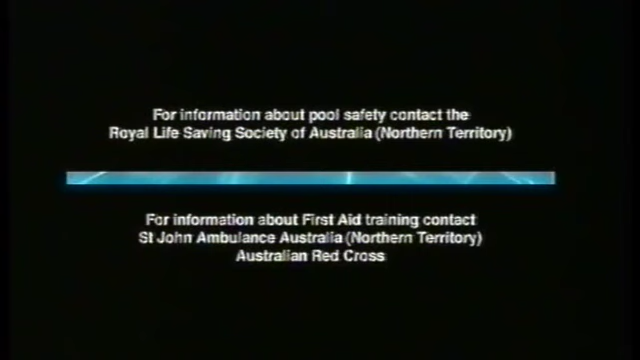 For information about pool safety contact the
Royal Life Saving Society of Australia (Northern Territory)
For information about First Aid training contact
St John Ambulance Australia (Northern Territory)
Australian Red Cross